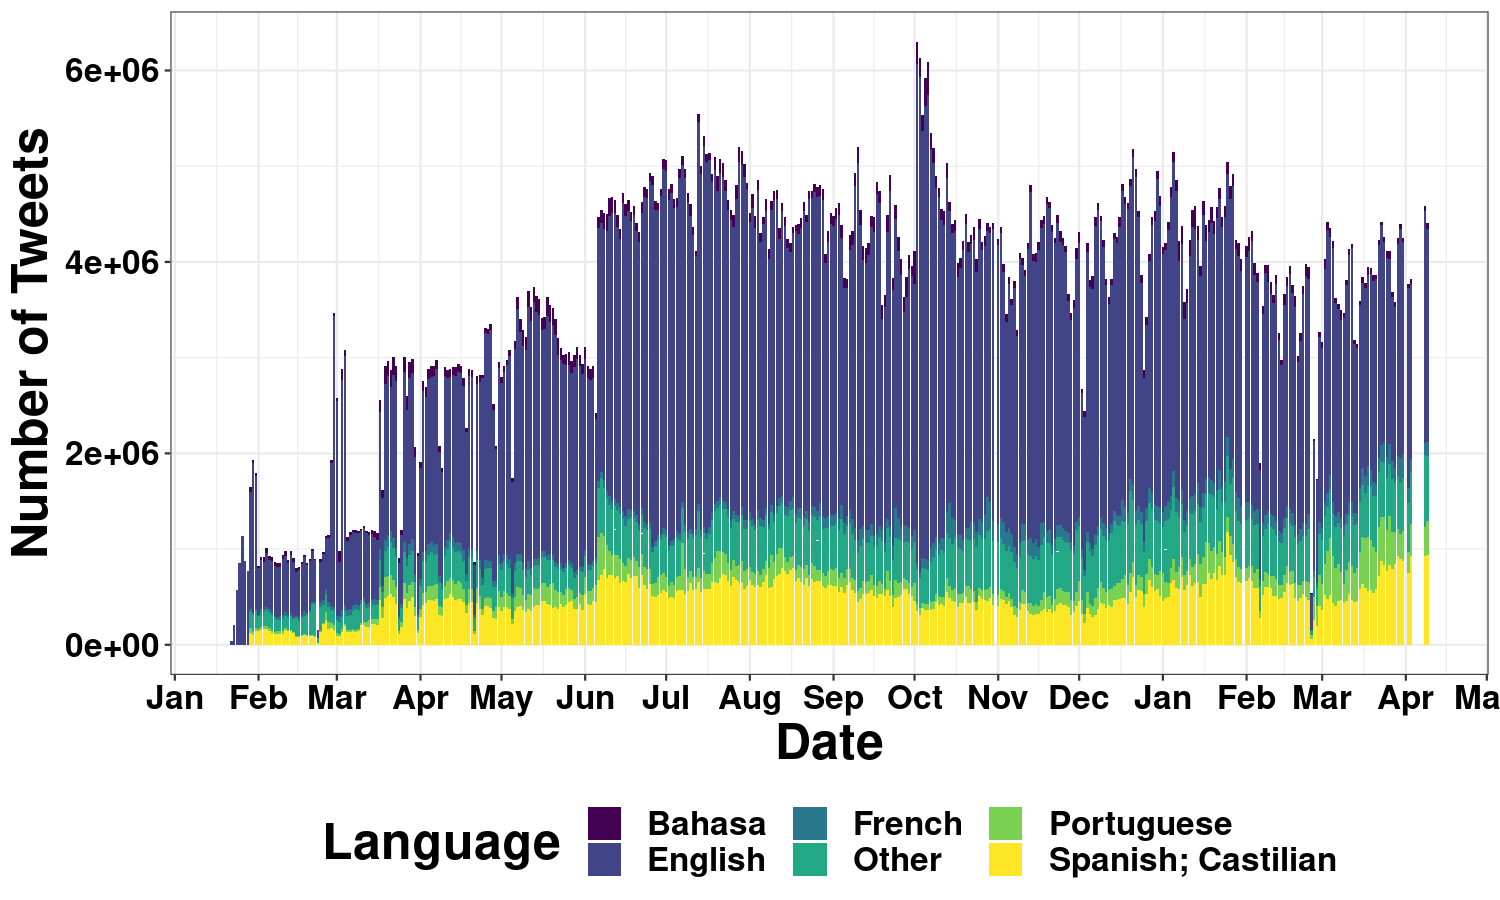 6e+06
4e+06
2e+06
0e+00
Number of Tweets
Jan Feb Mar Apr May Jun Jul Aug Sep Oct Nov Dec Jan Feb Mar Apr Ma
Date
Language
Bahasa French Portuguese
English Other Spanish; Castilian